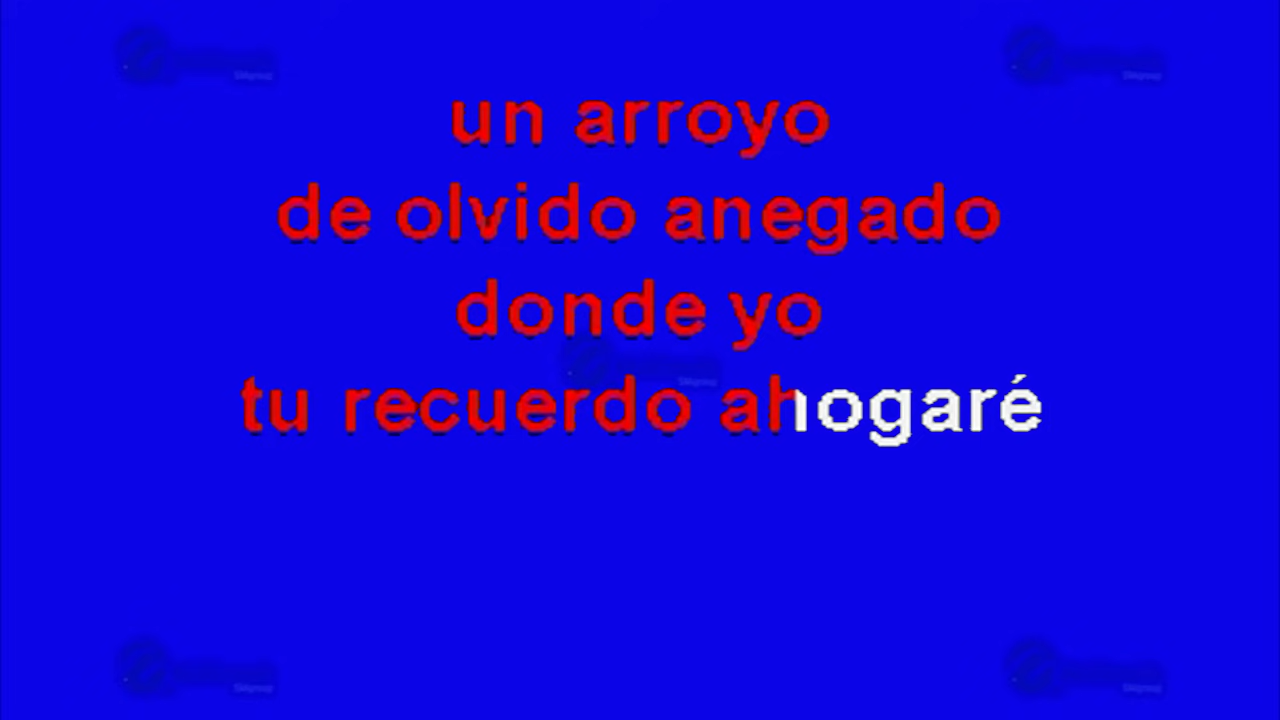 un arroyo
de olvido anegado
donde yo
tu recuerdo ahogaré